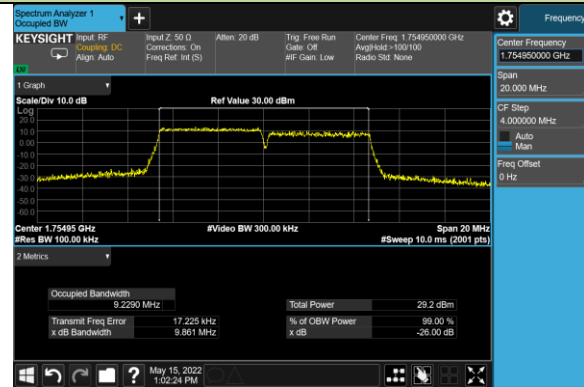 Spectrum Analyzer 1
Occupied BW
Frequency
KEYSIGHT
Input: RF
Coupling: DC
Align: Auto
Input Z: 50 Ω
Corrections: On
Freq Ref: Int (S)
Atten: 20 dB
Trig: Free Run
Gate: Off
#IF Gain: Low
Center Freq: 1.754950000 GHz
Avg|Hold:>100/100
Radio Std: None
LXI
Center Frequency
1.754950000 GHz
Span
20.000 MHz
CF Step
4.000000 MHz
Auto
Man
Freq Offset
0 Hz
1 Graph
Scale/Div 10.0 dB
Ref Value 30.00 dBm
Log
20.0
10.0
0.00
-10.0
-20.0
-30.0
-40.0
-50.0
-60.0
Center 1.75495 GHz
#Video BW 300.00 kHz
Span 20 MHz
#Res BW 100.00 kHz
#Sweep 10.0 ms (2001 pts)
2 Metrics
Occupied Bandwidth
9.2290 MHz
Total Power 29.2 dBm
Transmit Freq Error 17.225 kHz
% of OBW Power 99.00 %
x dB Bandwidth 9.861 MHz
x dB -26.00 dB
?
May 15, 2022
1:02:24 PM